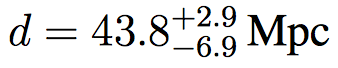 d = 43.8^{+2.9}_{-6.9} Mpc